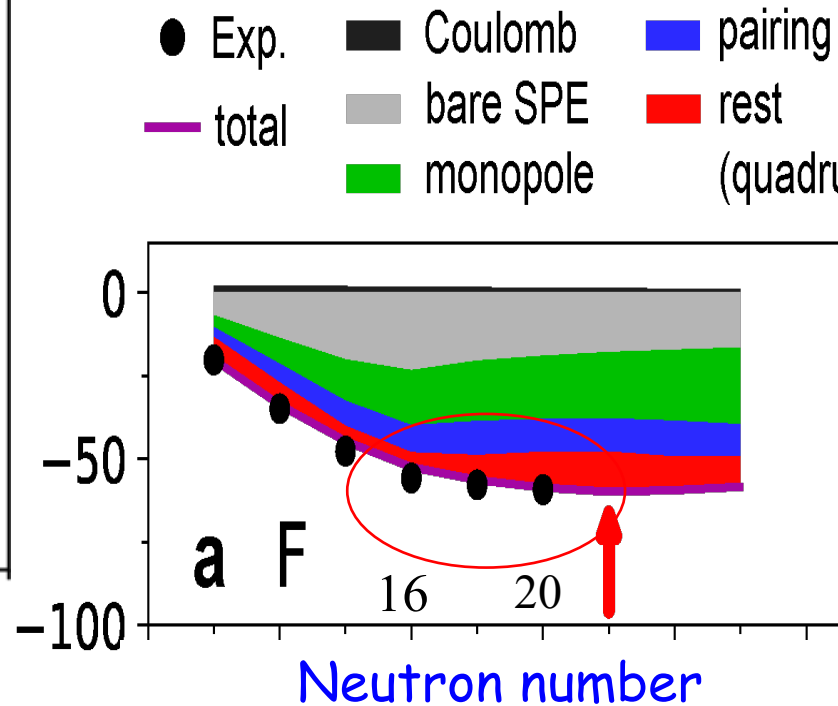 Exp. Coulomb pairing
total bare SPE rest
monopole
0
−50
a F
16 20
−100
Neutron number